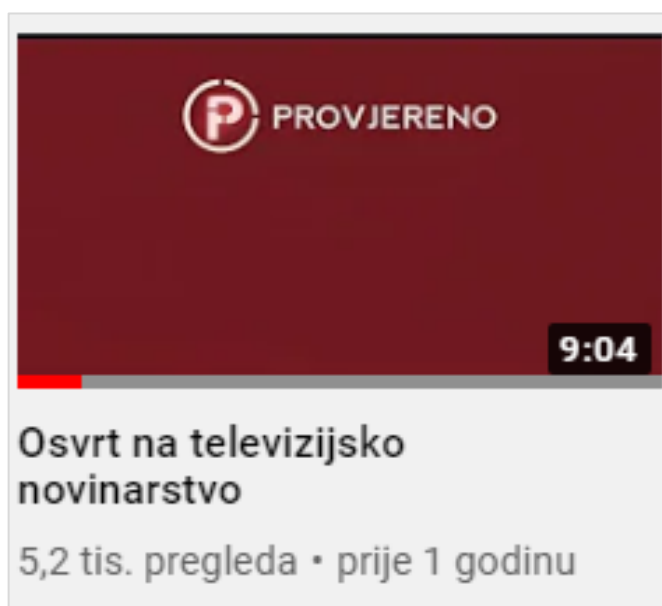 PROVJERENO
9:04
Osvrt na televizijsko
novinarstvo
5,2 tis. pregleda • prije 1 godinu